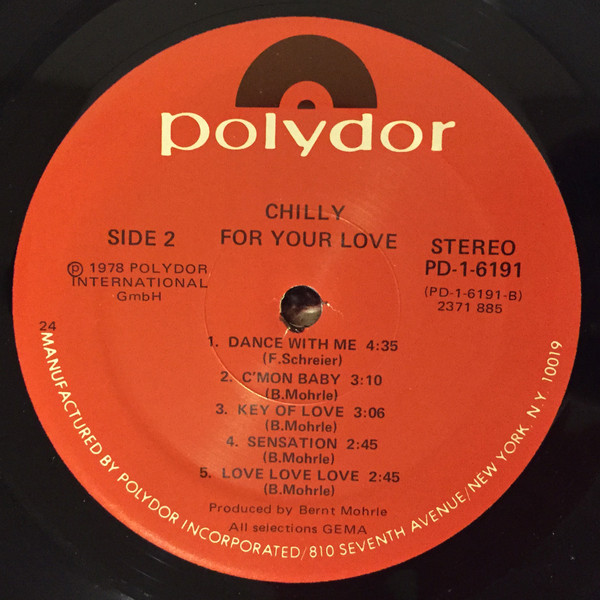 polydor
CHILLY
SIDE 2 FOR YOUR LOVE STEREO
℗ 1978 POLYDOR INTERNATIONAL GmbH
PD-1-6191
(PD-1-6191-B)
2371 885
1. DANCE WITH ME 4:35
(F.Schreier)
2. C'MON BABY 3:10
(B.Mohrle)
3. KEY OF LOVE 3:06
(B.Mohrle)
4. SENSATION 2:45
(B.Mohrle)
5. LOVE LOVE LOVE 2:45
(B.Mohrle)
Produced by Bernt Mohrle
All selections GEMA
24
MANUFACTURED BY POLYDOR INCORPORATED/810 SEVENTH AVENUE/NEW YORK. N.Y. 10019